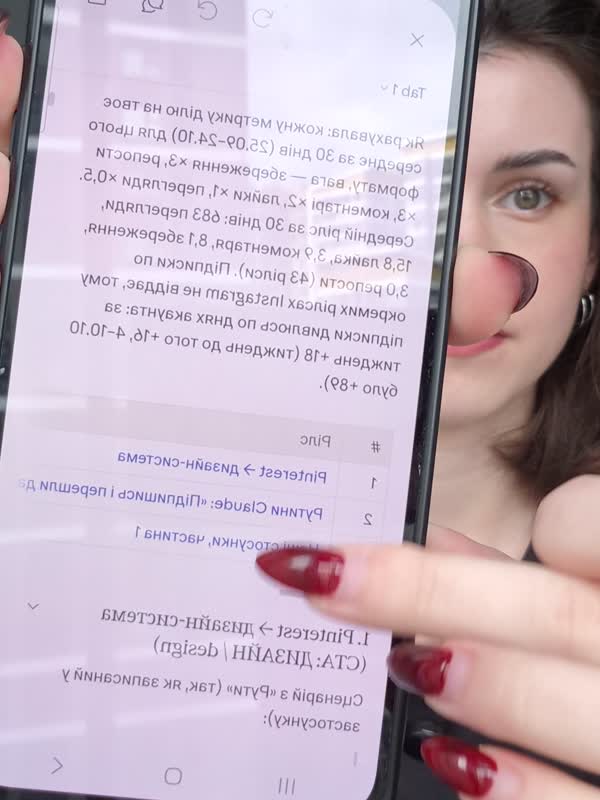 Tab 1
Як рахувала: кожну метрику ділю на твоє
середнє за 30 днів (25.09–24.10) для цього
формату, вага — збереження ×3, репости
×3, коментарі ×2, лайки ×1, перегляди ×0,5.
Середній рілс за 30 днів: 683 перегляди,
15,8 лайка, 3,9 коментаря, 8,1 збереження,
3,0 репости (43 рілси). Підписки по
окремих рілсах Instagram не віддає, тому
підписки дивлюсь по днях акаунта: за
тиждень +18 (тиждень до того +16, 4–10.10
було +89).
# Рілс
1 Pinterest → дизайн-система
2 Рутини Claude: «Підпишись і перешли
стосунки, частина 1
1. Pinterest → дизайн-система
(CTA: ДИЗАЙН | design)
Сценарій з «Рути» (так, як записаний у
застосунку):